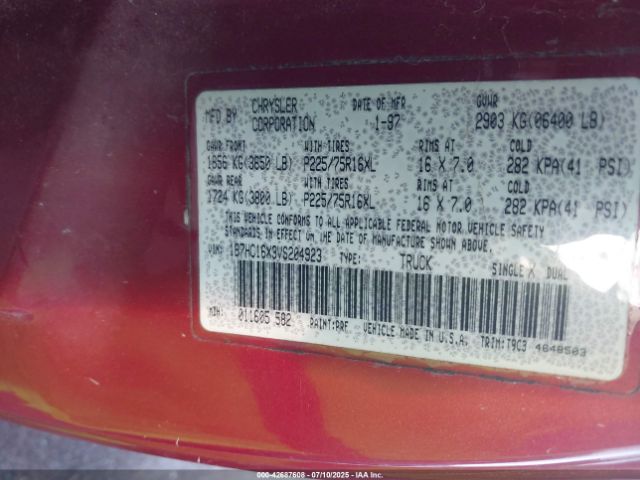 MFD BY CHRYSLER CORPORATION DATE OF MFR 1-97 GVWR 2903 KG(06400 LB)
GAWR FRONT WITH TIRES RIMS AT COLD
1656 KG(3650 LB) P225/75R16XL 16 X 7.0 282 KPA(41 PSI)
GAWR REAR WITH TIRES RIMS AT COLD
1724 KG(3800 LB) P225/75R16XL 16 X 7.0 282 KPA(41 PSI)
THIS VEHICLE CONFORMS TO ALL APPLICABLE FEDERAL MOTOR VEHICLE SAFETY
STANDARDS IN EFFECT ON THE DATE OF MANUFACTURE SHOWN ABOVE.
VIN: 1B7HC16X3VS204923 TYPE: TRUCK SINGLE X DUAL
MDH: 011605 582 PAINT:PRF VEHICLE MADE IN U.S.A. TRIM:T9C3 4648503
000-42687608 - 07/10/2025 - IAAI.com